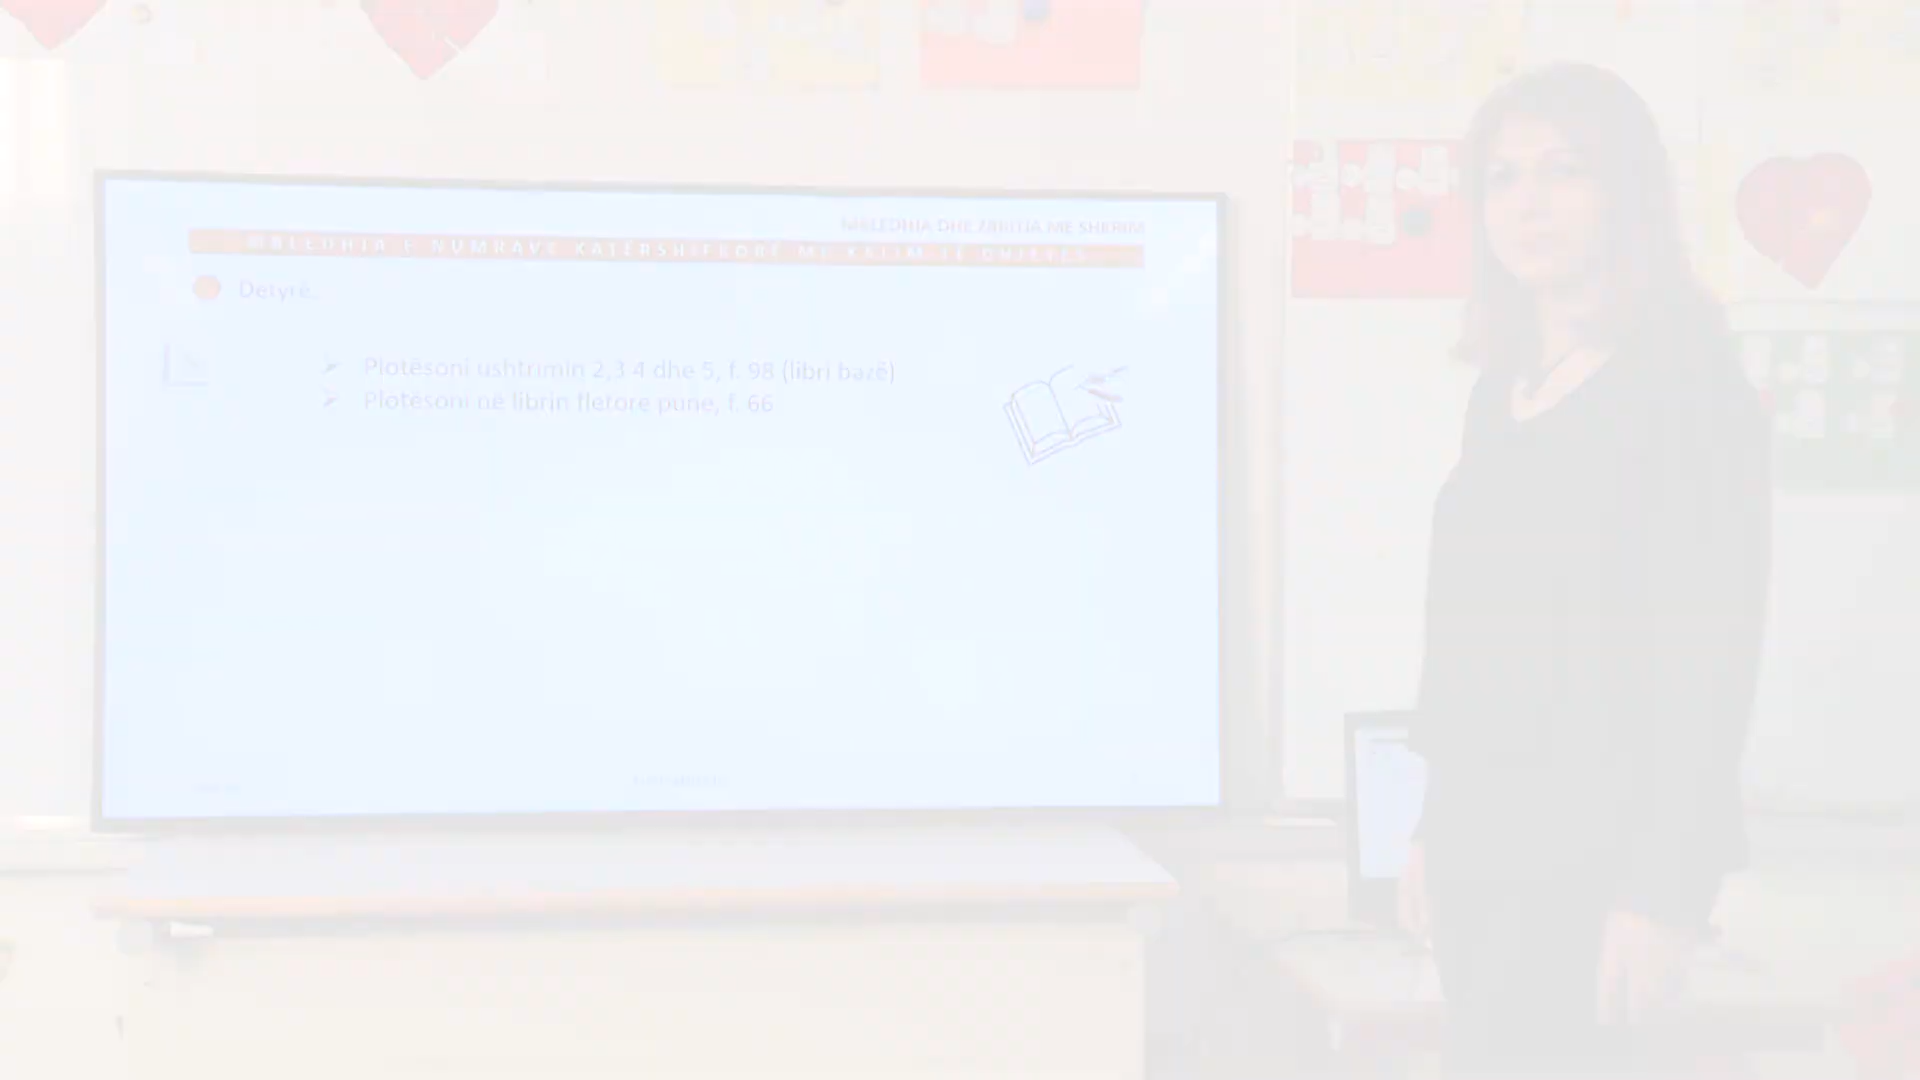 MBLEDHJA DHE ZBRITJA ME SHKRIM
MBLEDHJA E NUMRAVE KATËRSHIFRORË ME KALIM TË DHJETËS
Detyrë.
Plotësoni ushtrimin 2,3 4 dhe 5, f. 98 (libri bazë)
Plotësoni në librin fletore pune, f. 66